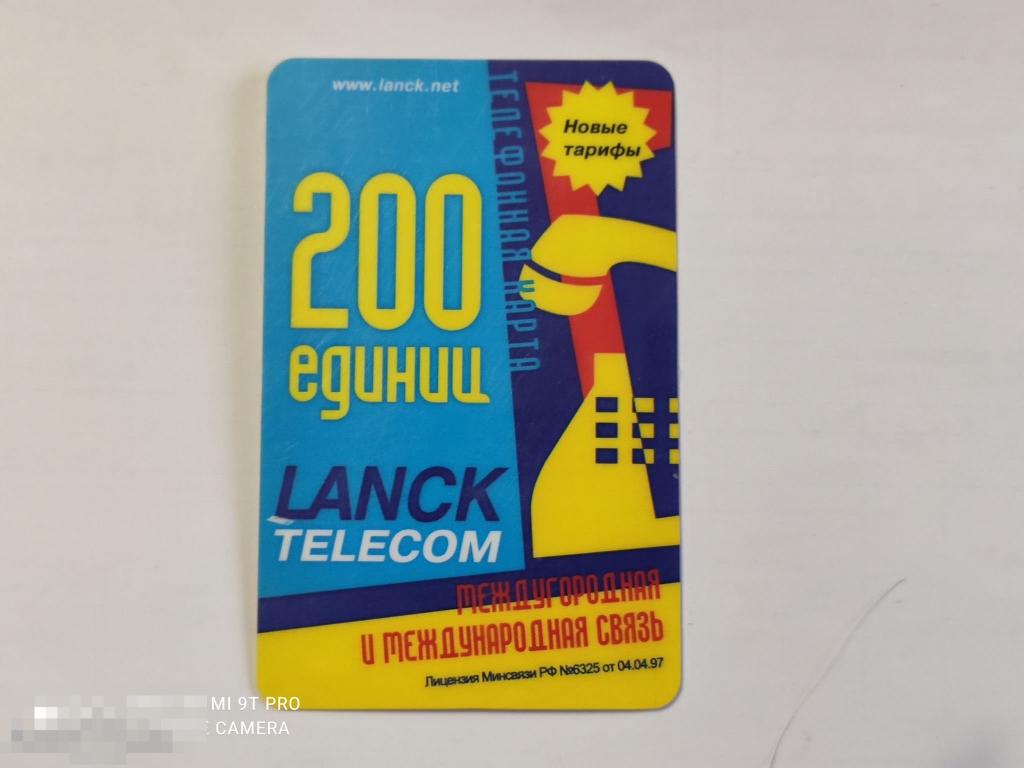 www.lanck.net
ТЕЛЕФОННАЯ КАРТА
Новые
тарифы
200
единиц
LANCK
TELECOM
МЕЖДУГОРОДНАЯ
И МЕЖДУНАРОДНАЯ СВЯЗЬ
Лицензия Минсвязи РФ №6325 от 04.04.97
MI 9T PRO
CAMERA